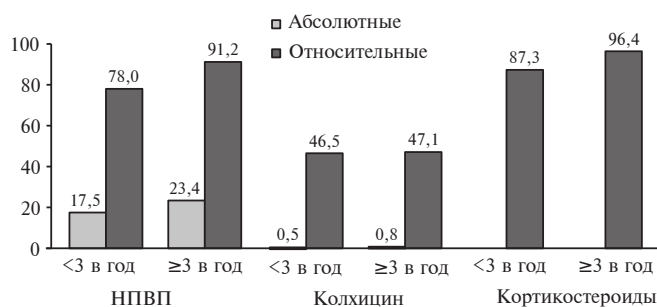 Абсолютные
Относительные
100
80
60
40
20
0
17,5
78,0
23,4
91,2
0,5
46,5
0,8
47,1
87,3
96,4
<3 в год
≥3 в год
<3 в год
≥3 в год
<3 в год
≥3 в год
НПВП
Колхицин
Кортикостероиды